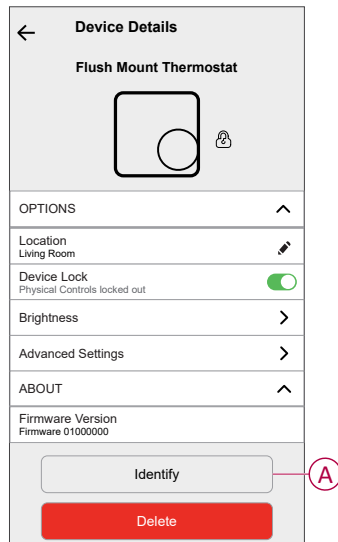 Device Details
Flush Mount Thermostat
OPTIONS
Location
Living Room
Device Lock
Physical Controls locked out
Brightness
Advanced Settings
ABOUT
Firmware Version
Firmware 01000000
Identify
A
Delete